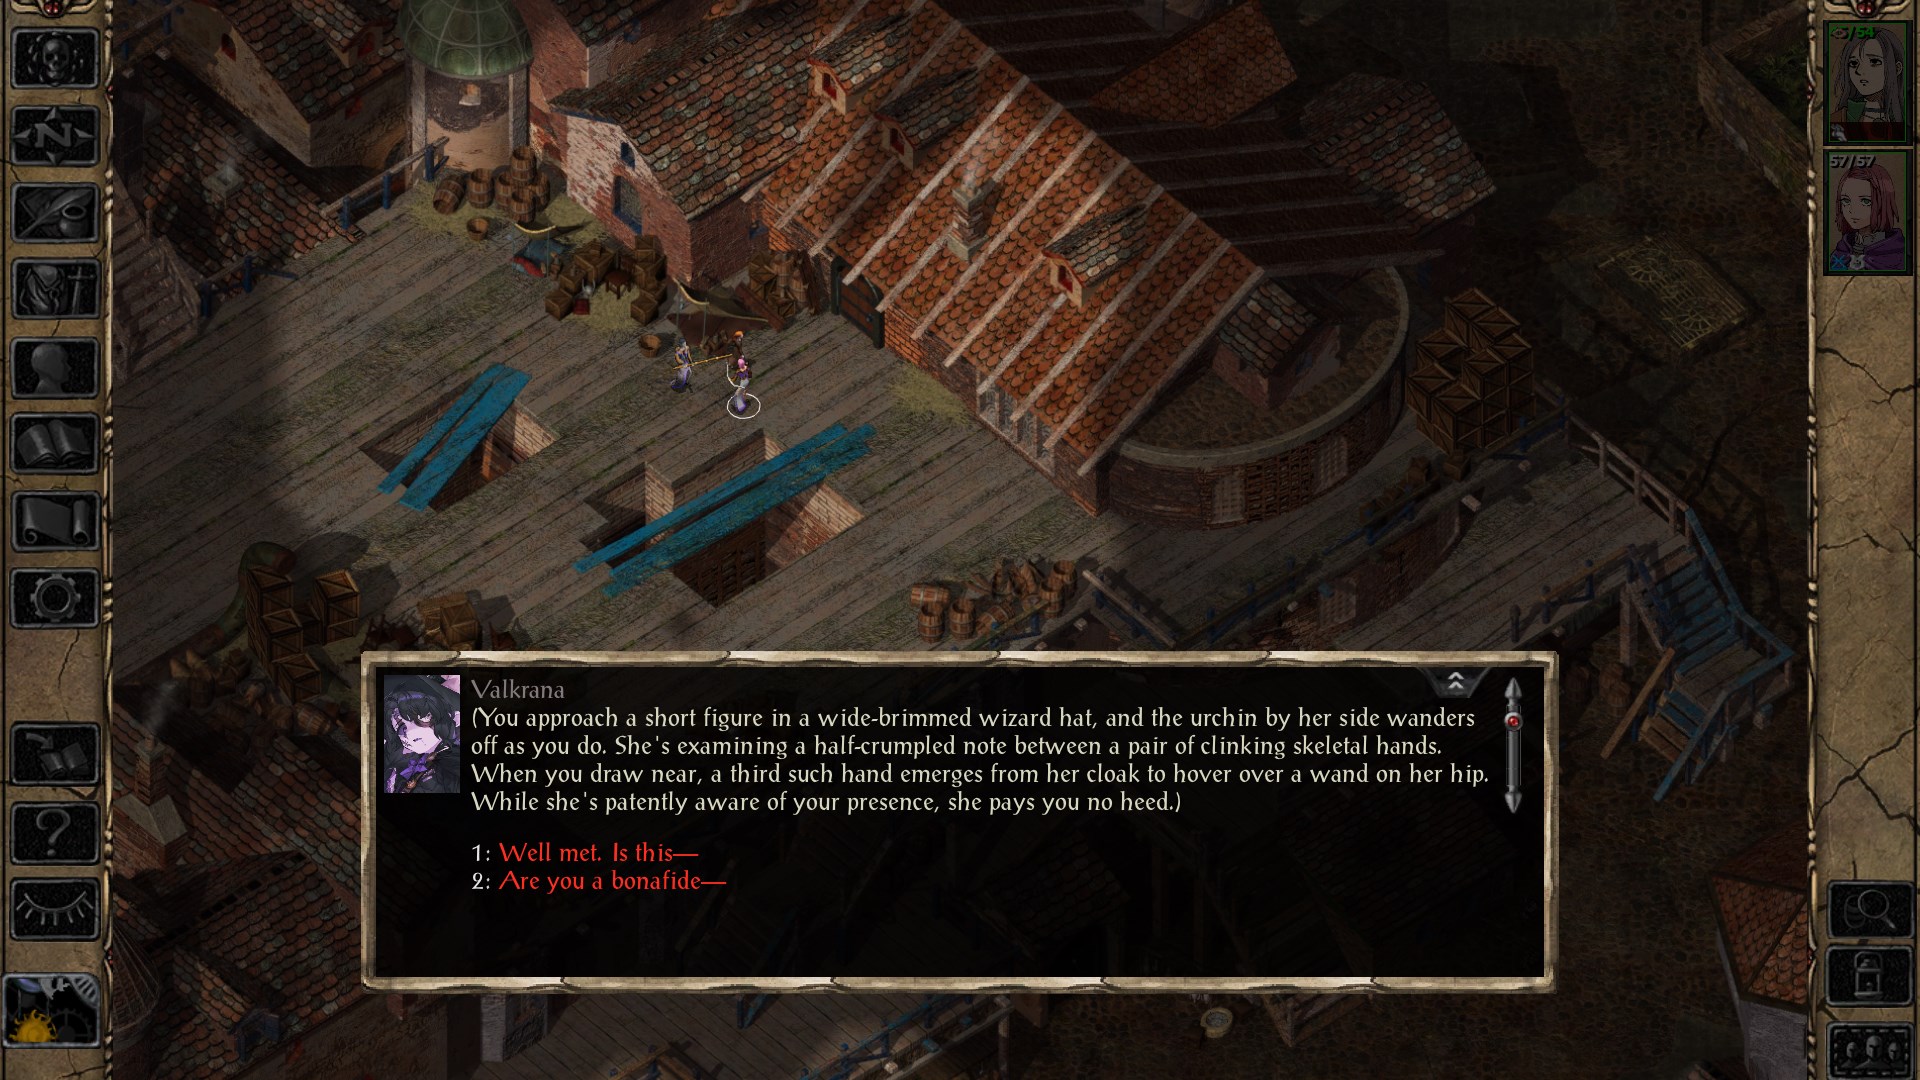 57/57
Valkrana
(You approach a short figure in a wide-brimmed wizard hat, and the urchin by her side wanders
off as you do. She's examining a half-crumpled note between a pair of clinking skeletal hands.
When you draw near, a third such hand emerges from her cloak to hover over a wand on her hip.
While she's patently aware of your presence, she pays you no heed.)
1: Well met. Is this—
2: Are you a bonafide—